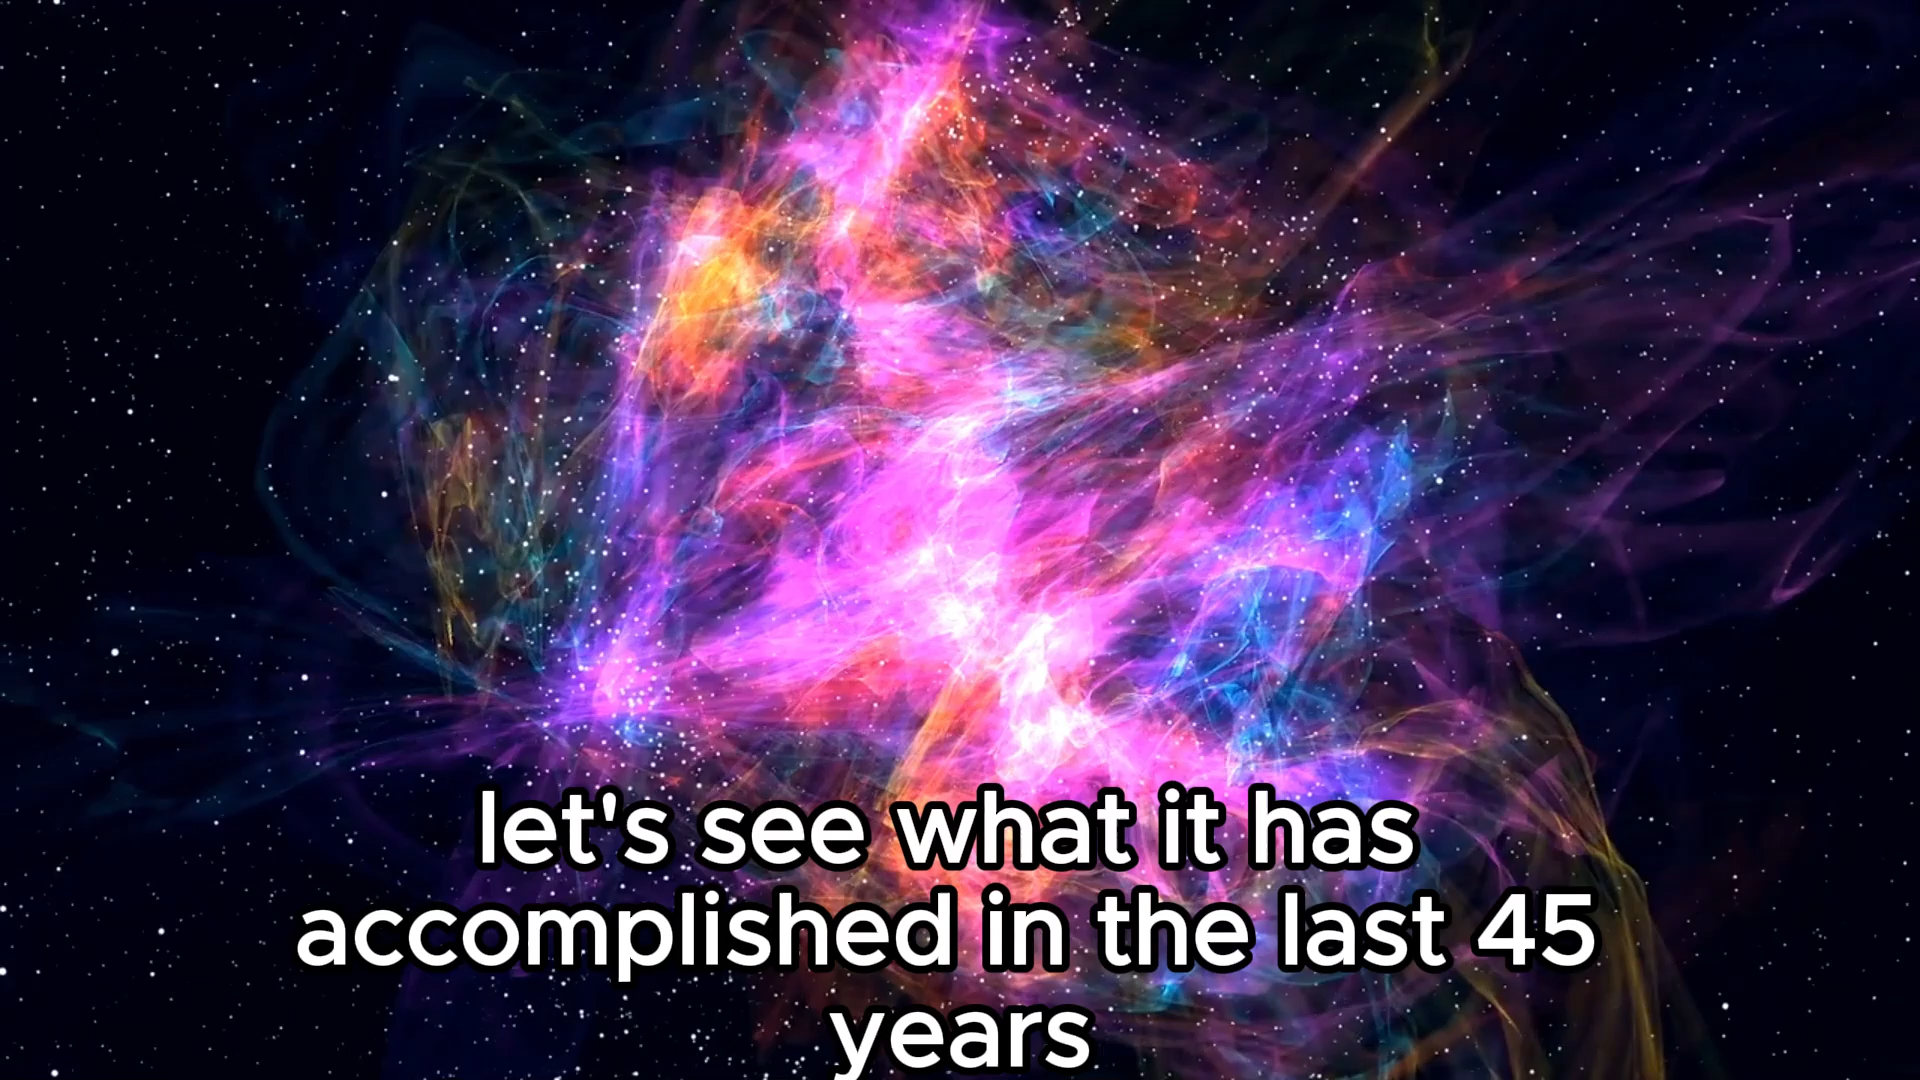 let's see what it has
accomplished in the last 45
years